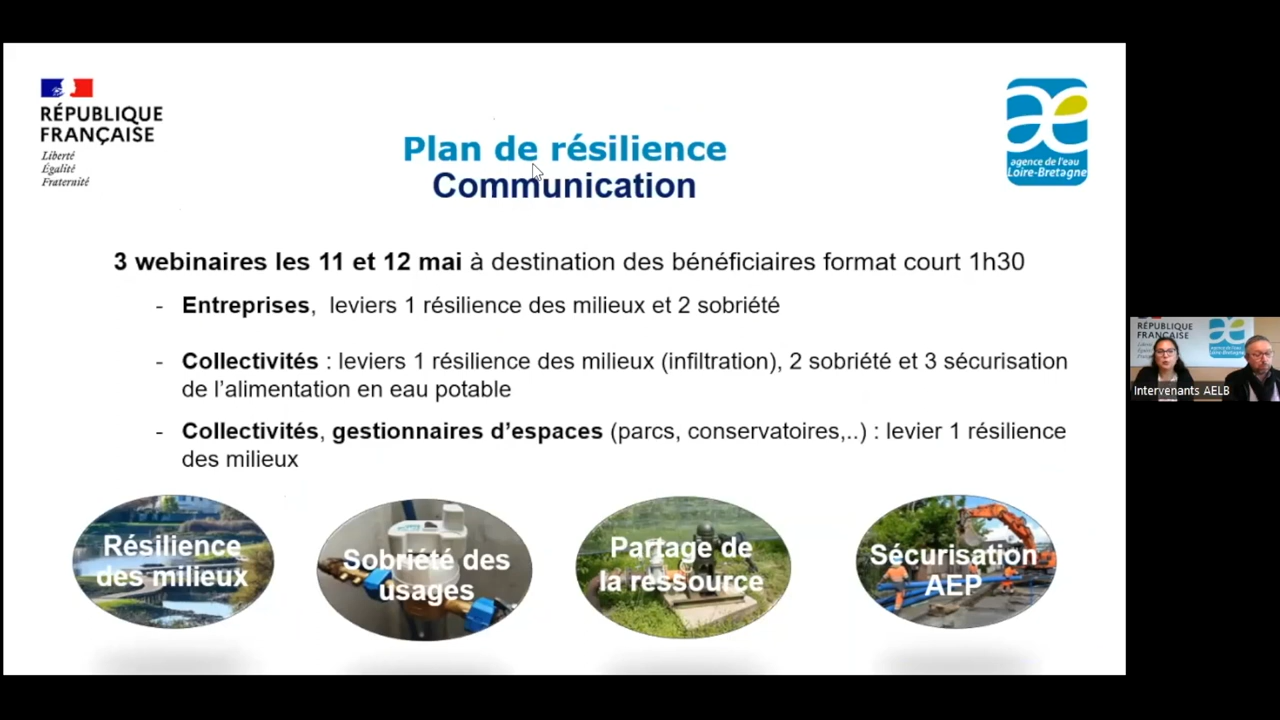 RÉPUBLIQUE
FRANÇAISE
Liberté
Égalité
Fraternité
agence de l'eau
Loire-Bretagne
Plan de résilience
Communication
3 webinaires les 11 et 12 mai à destination des bénéficiaires format court 1h30
- Entreprises, leviers 1 résilience des milieux et 2 sobriété
- Collectivités : leviers 1 résilience des milieux (infiltration), 2 sobriété et 3 sécurisation
de l'alimentation en eau potable
- Collectivités, gestionnaires d'espaces (parcs, conservatoires,..) : levier 1 résilience
des milieux
Résilience
des milieux
Sobriété des
usages
Partage de
la ressource
Sécurisation
AEP
RÉPUBLIQUE
FRANÇAISE
Intervenants AELB